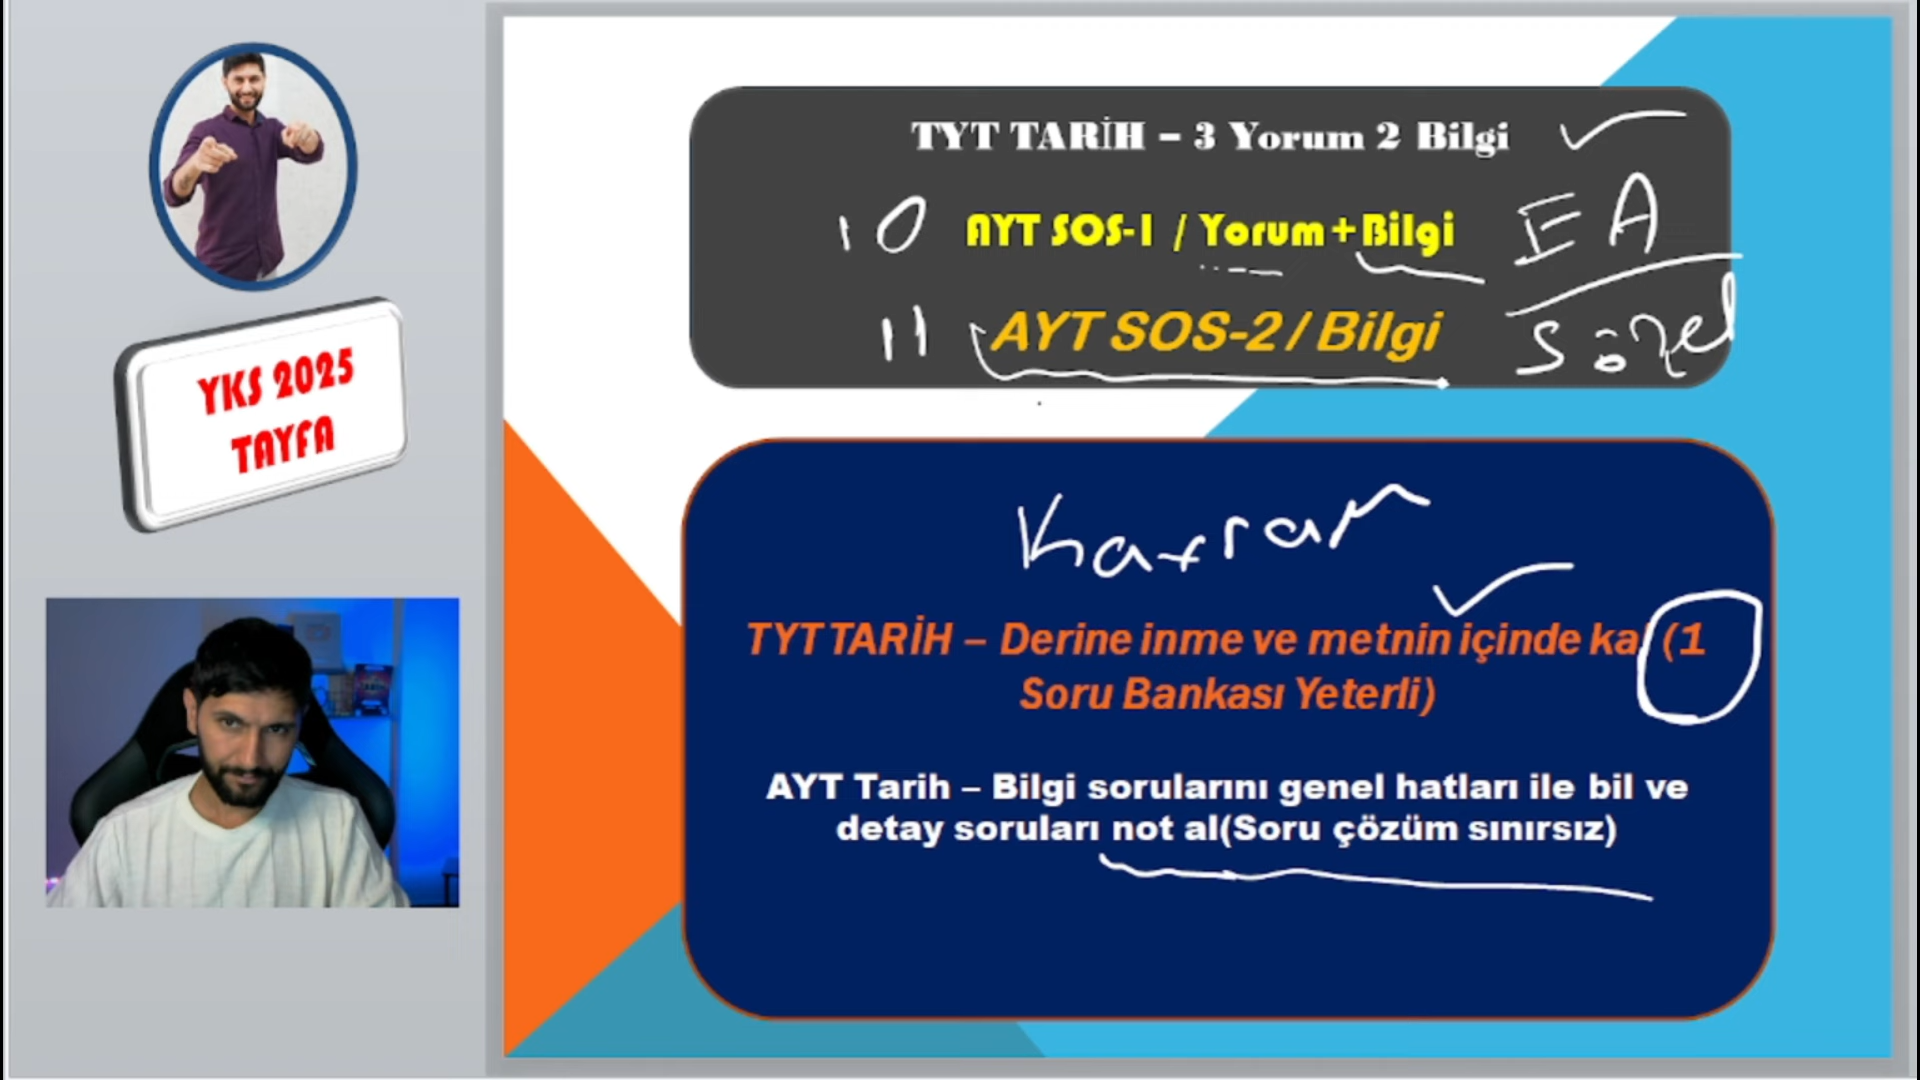 YKS 2025
TAYFA
TYT TARİH – 3 Yorum 2 Bilgi
10 AYT SOS-1 / Yorum+Bilgi EA
11 AYT SOS-2 / Bilgi Sözel
Kavram
TYT TARİH – Derine inme ve metnin içinde kal (1
Soru Bankası Yeterli)
AYT Tarih – Bilgi sorularını genel hatları ile bil ve
detay soruları not al(Soru çözüm sınırsız)